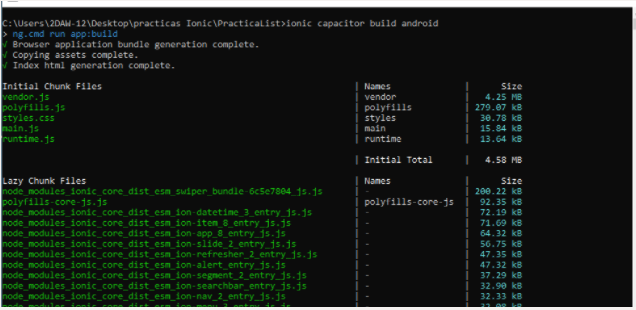 C:\Users\2DAW-12\Desktop\practicas Ionic\PracticaList>ionic capacitor build android
> ng.cmd run app:build
√ Browser application bundle generation complete.
√ Copying assets complete.
√ Index html generation complete.
Initial Chunk Files | Names | Size
vendor.js | vendor | 4.25 MB
polyfills.js | polyfills | 279.07 kB
styles.css | styles | 30.78 kB
main.js | main | 15.84 kB
runtime.js | runtime | 13.64 kB
| Initial Total | 4.58 MB
Lazy Chunk Files | Names | Size
node_modules_ionic_core_dist_esm_swiper_bundle-6c5e7804_js.js | - | 200.22 kB
polyfills-core-js.js | polyfills-core-js | 92.35 kB
node_modules_ionic_core_dist_esm_ion-datetime_3_entry_js.js | - | 72.19 kB
node_modules_ionic_core_dist_esm_ion-item_8_entry_js.js | - | 71.69 kB
node_modules_ionic_core_dist_esm_ion-app_8_entry_js.js | - | 64.32 kB
node_modules_ionic_core_dist_esm_ion-slide_2_entry_js.js | - | 56.75 kB
node_modules_ionic_core_dist_esm_ion-refresher_2_entry_js.js | - | 47.35 kB
node_modules_ionic_core_dist_esm_ion-alert_entry_js.js | - | 47.32 kB
node_modules_ionic_core_dist_esm_ion-segment_2_entry_js.js | - | 37.29 kB
node_modules_ionic_core_dist_esm_ion-searchbar_entry_js.js | - | 32.90 kB
node_modules_ionic_core_dist_esm_ion-nav_2_entry_js.js | - | 32.33 kB
node_modules_ionic_core_dist_esm_ion-menu_3_entry_js.js | - | 32.08 kB